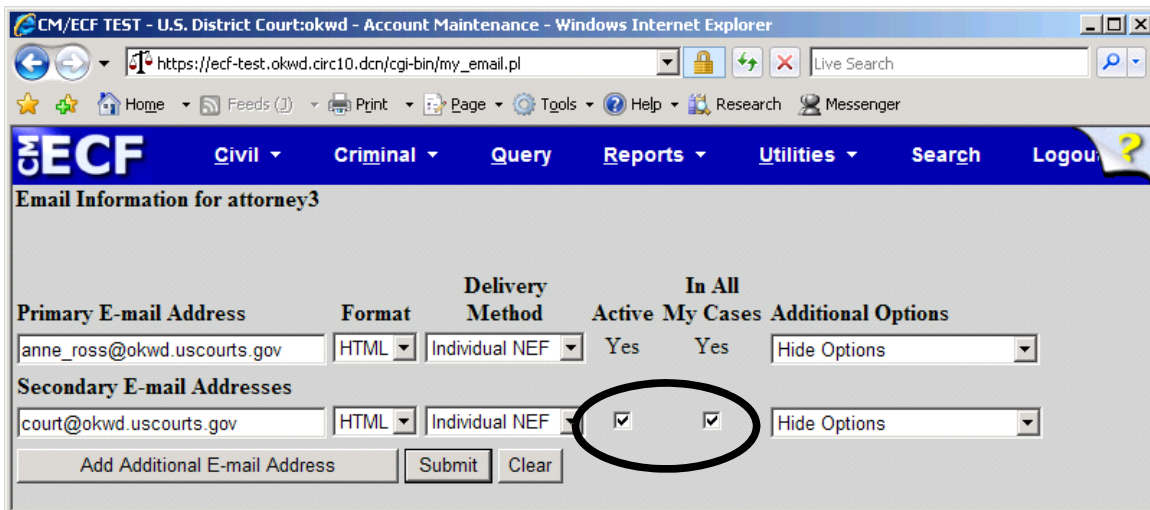 CM/ECF TEST - U.S. District Court:okwd - Account Maintenance - Windows Internet Explorer
https://ecf-test.okwd.circ10.dcn/cgi-bin/my_email.pl Live Search
Home Feeds (J) Print Page Tools Help Research Messenger
CM ECF Civil Criminal Query Reports Utilities Search Logou ?
Email Information for attorney3
Delivery In All
Primary E-mail Address Format Method Active My Cases Additional Options
anne_ross@okwd.uscourts.gov HTML Individual NEF Yes Yes Hide Options
Secondary E-mail Addresses
court@okwd.uscourts.gov HTML Individual NEF Hide Options
Add Additional E-mail Address Submit Clear